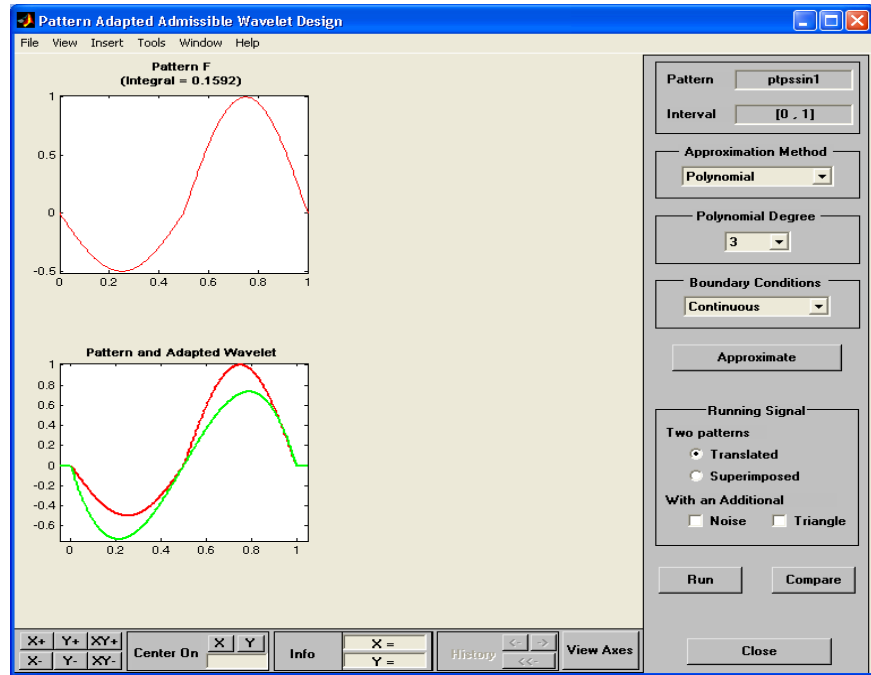 Pattern Adapted Admissible Wavelet Design
File View Insert Tools Window Help
Pattern F
(Integral = 0.1592)
1
0.5
0
-0.5
0 0.2 0.4 0.6 0.8 1
Pattern and Adapted Wavelet
1
0.8
0.6
0.4
0.2
0
-0.2
-0.4
-0.6
0 0.2 0.4 0.6 0.8 1
Pattern ptpssin1
Interval [0 , 1]
Approximation Method
Polynomial
Polynomial Degree
3
Boundary Conditions
Continuous
Approximate
Running Signal
Two patterns
Translated
Superimposed
With an Additional
Noise Triangle
Run Compare
Close
X+ Y+ XY+
X- Y- XY-
Center On X Y
Info X =
Y =
History <- ->
<<-
View Axes